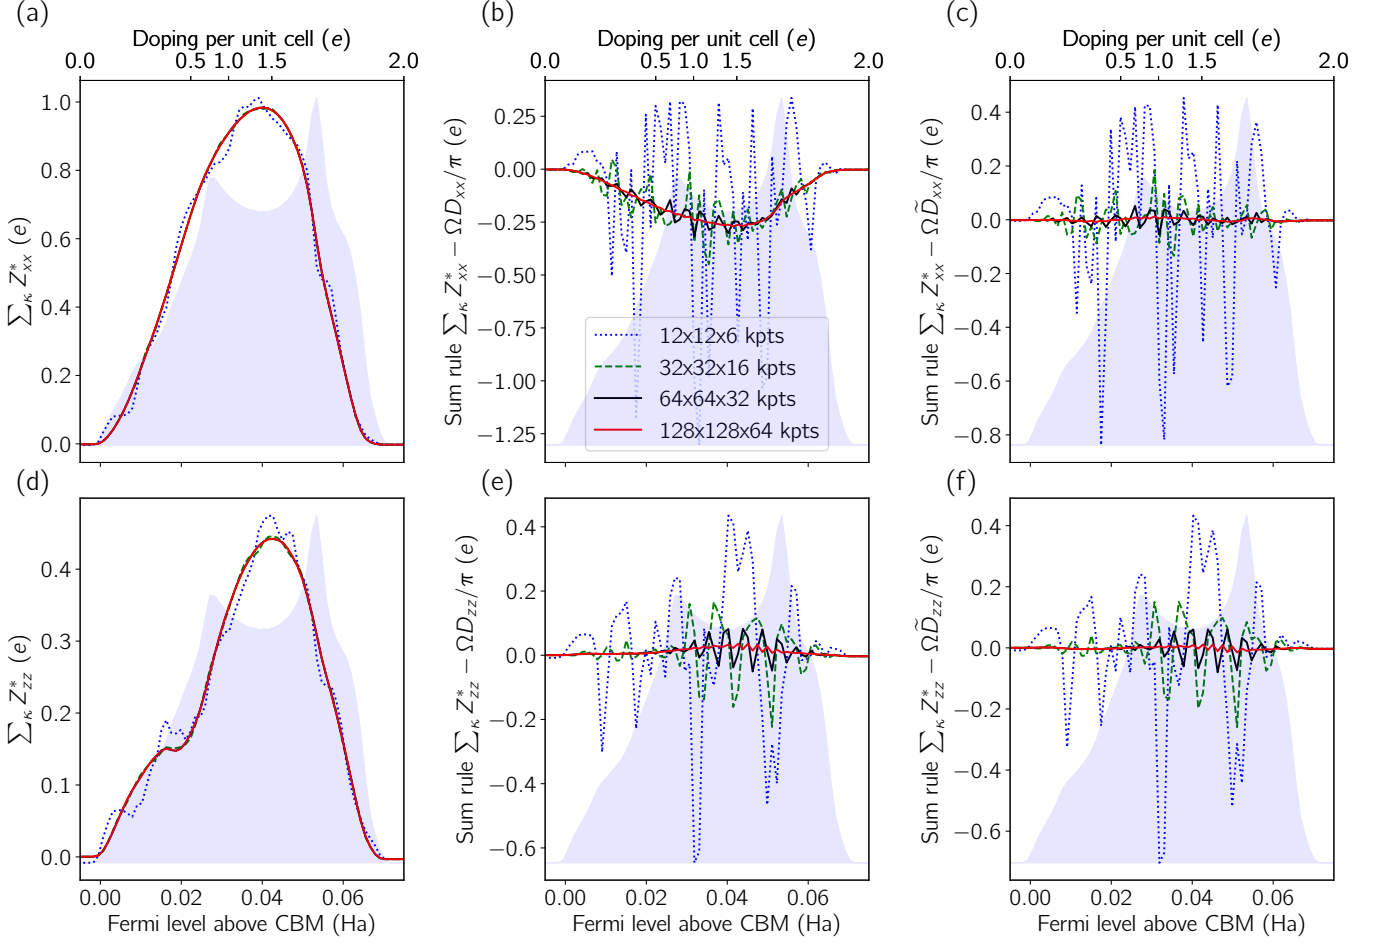 (a)
(b)
(c)
Doping per unit cell (e)
Doping per unit cell (e)
Doping per unit cell (e)
0.0 0.5 1.0 1.5 2.0
0.0 0.5 1.0 1.5 2.0
0.0 0.5 1.0 1.5 2.0
∑κ Z*xx (e)
1.0
0.8
0.6
0.4
0.2
0.0
Sum rule ∑κ Z*xx − ΩDxx/π (e)
0.25
0.00
−0.25
−0.50
−0.75
−1.00
−1.25
12x12x6 kpts
32x32x16 kpts
64x64x32 kpts
128x128x64 kpts
Sum rule ∑κ Z*xx − ΩD̃xx/π (e)
0.4
0.2
0.0
−0.2
−0.4
−0.6
−0.8
(d)
(e)
(f)
∑κ Z*zz (e)
0.4
0.3
0.2
0.1
0.0
0.00 0.02 0.04 0.06
Fermi level above CBM (Ha)
Sum rule ∑κ Z*zz − ΩDzz/π (e)
0.4
0.2
0.0
−0.2
−0.4
−0.6
0.00 0.02 0.04 0.06
Fermi level above CBM (Ha)
Sum rule ∑κ Z*zz − ΩD̃zz/π (e)
0.4
0.2
0.0
−0.2
−0.4
−0.6
0.00 0.02 0.04 0.06
Fermi level above CBM (Ha)